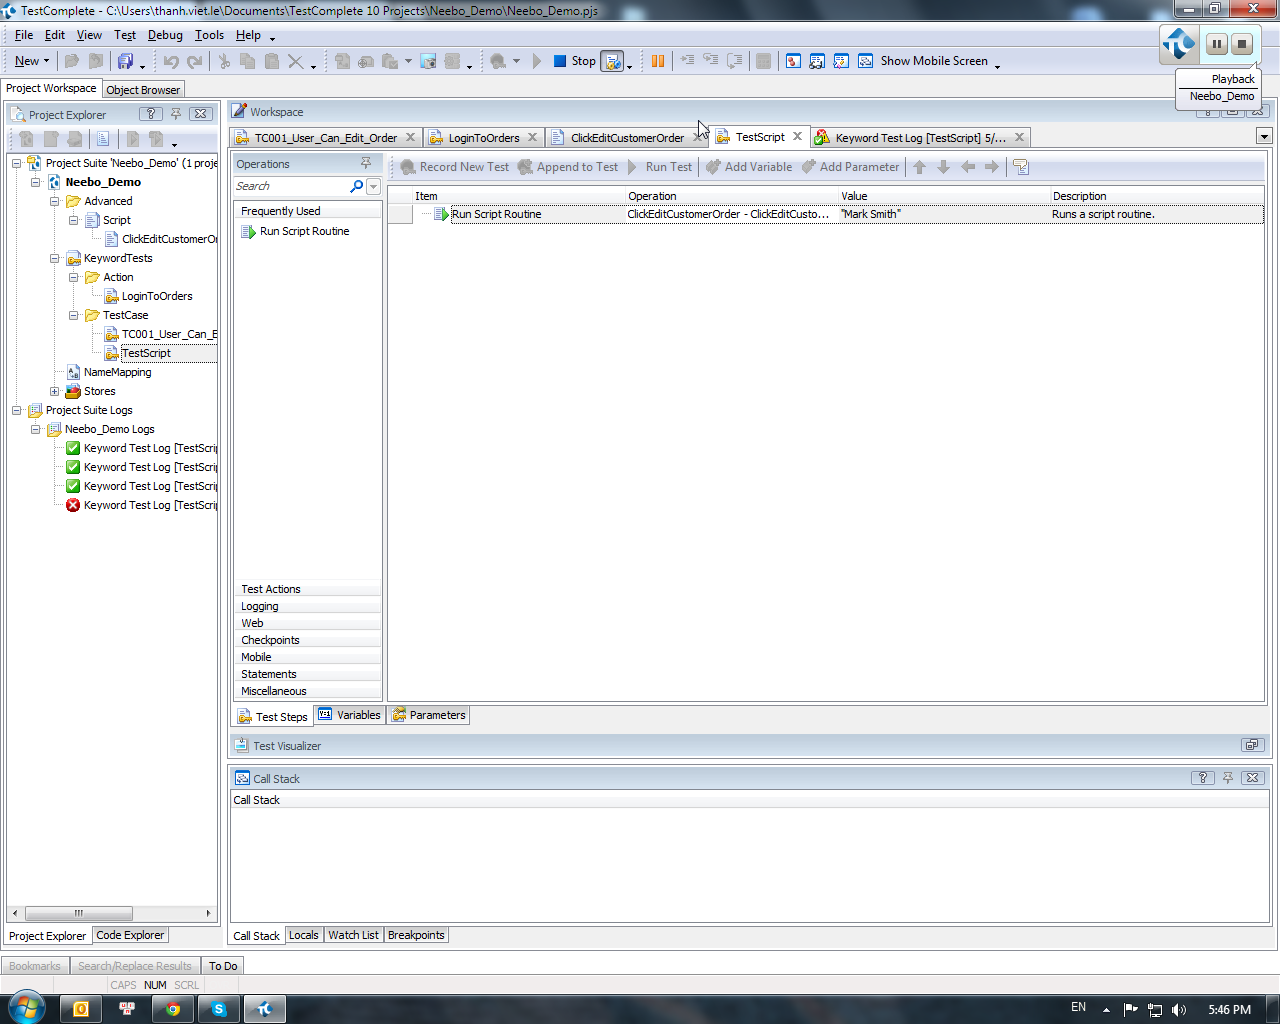 TestComplete - C:\Users\thanh.viet.le\Documents\TestComplete 10 Projects\Neebo_Demo\Neebo_Demo.pjs
File Edit View Test Debug Tools Help
New Stop Show Mobile Screen
Playback
Neebo_Demo
Project Workspace Object Browser
Project Explorer
Project Suite 'Neebo_Demo' (1 proje
Neebo_Demo
Advanced
Script
ClickEditCustomerOr
KeywordTests
Action
LoginToOrders
TestCase
TC001_User_Can_E
TestScript
NameMapping
Stores
Project Suite Logs
Neebo_Demo Logs
Keyword Test Log [TestScrip
Keyword Test Log [TestScrip
Keyword Test Log [TestScrip
Keyword Test Log [TestScrip
Project Explorer Code Explorer
Workspace
TC001_User_Can_Edit_Order LoginToOrders ClickEditCustomerOrder TestScript Keyword Test Log [TestScript] 5/...
Operations
Search
Frequently Used
Run Script Routine
Test Actions
Logging
Web
Checkpoints
Mobile
Statements
Miscellaneous
Record New Test Append to Test Run Test Add Variable Add Parameter
Item Operation Value Description
Run Script Routine ClickEditCustomerOrder - ClickEditCusto... "Mark Smith" Runs a script routine.
Test Steps Variables Parameters
Test Visualizer
Call Stack
Call Stack
Call Stack Locals Watch List Breakpoints
Bookmarks Search/Replace Results To Do
CAPS NUM SCRL
EN 5:46 PM